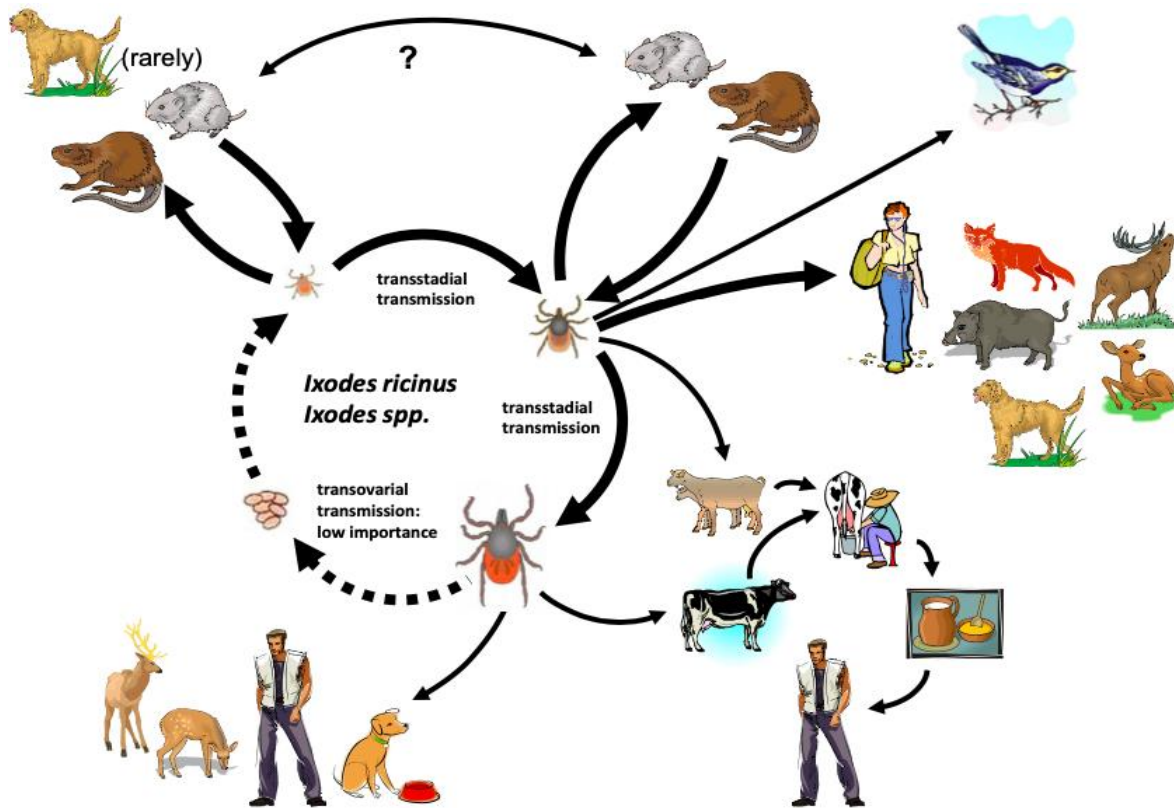 (rarely)
?
transstadial
transmission
Ixodes ricinus
Ixodes spp.
transstadial
transmission
transovarial
transmission:
low importance